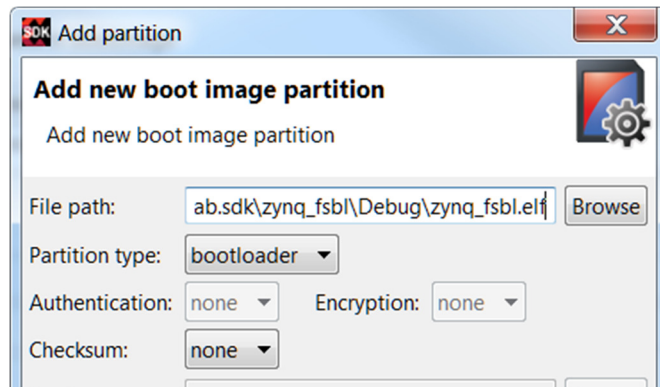 SDK Add partition
Add new boot image partition
Add new boot image partition
File path: ab.sdk\zynq_fsbl\Debug\zynq_fsbl.elf Browse
Partition type: bootloader
Authentication: none Encryption: none
Checksum: none